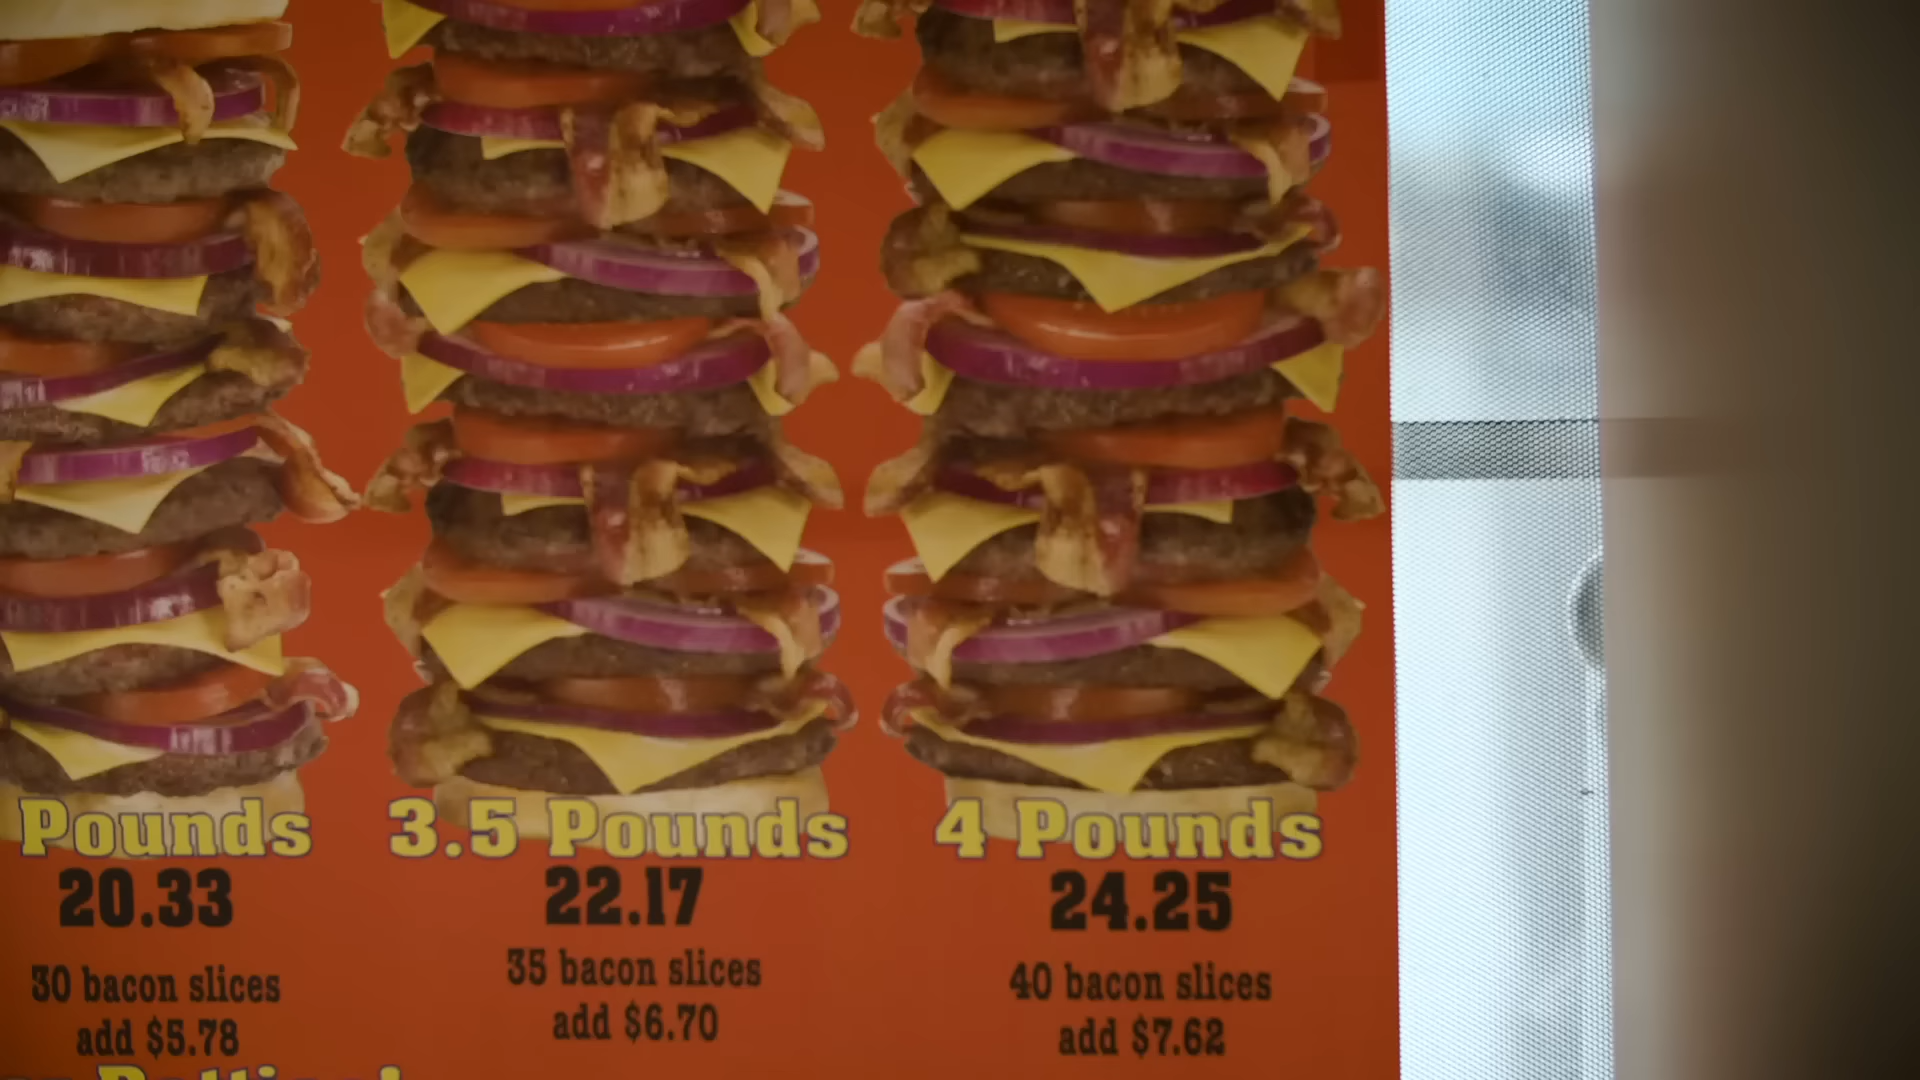 Pounds
20.33
30 bacon slices
add $5.78
3.5 Pounds
22.17
35 bacon slices
add $6.70
4 Pounds
24.25
40 bacon slices
add $7.62